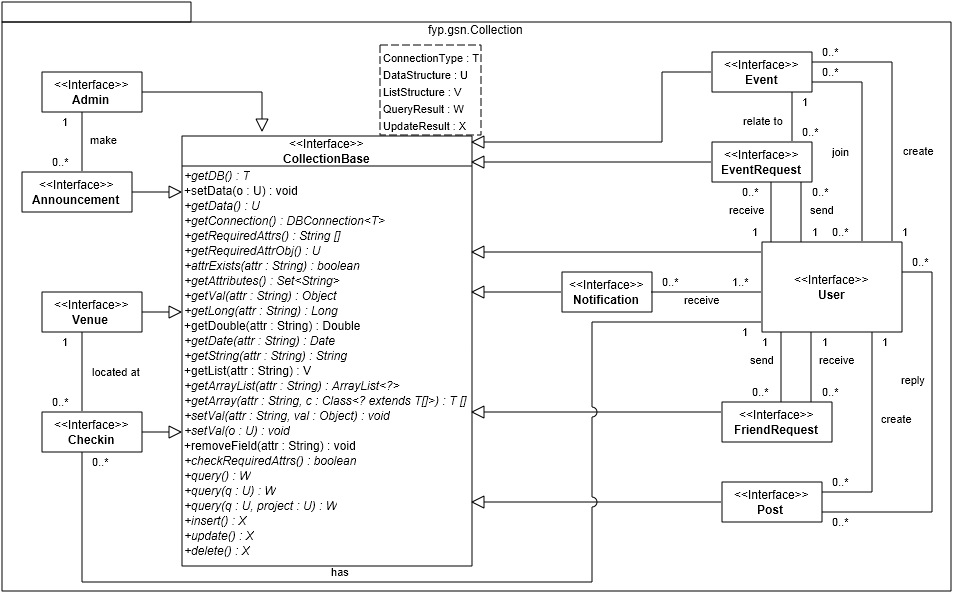 fyp.gsn.Collection
ConnectionType : T
DataStructure : U
ListStructure : V
QueryResult : W
UpdateResult : X
<<Interface>>
Admin
1
make
0..*
<<Interface>>
Announcement
<<Interface>>
Venue
1
located at
0..*
<<Interface>>
Checkin
0..*
<<Interface>>
CollectionBase
+getDB() : T
+setData(o : U) : void
+getData() : U
+getConnection() : DBConnection<T>
+getRequiredAttrs() : String []
+getRequiredAttrObj() : U
+attrExists(attr : String) : boolean
+getAttributes() : Set<String>
+getVal(attr : String) : Object
+getLong(attr : String) : Long
+getDouble(attr : String) : Double
+getDate(attr : String) : Date
+getString(attr : String) : String
+getList(attr : String) : V
+getArrayList(attr : String) : ArrayList<?>
+getArray(attr : String, c : Class<? extends T[]>) : T []
+setVal(attr : String, val : Object) : void
+setVal(o : U) : void
+removeField(attr : String) : void
+checkRequiredAttrs() : boolean
+query() : W
+query(q : U) : W
+query(q : U, project : U) : W
+insert() : X
+update() : X
+delete() : X
has
<<Interface>>
Event
0..*
0..*
1
relate to
0..*
join
create
<<Interface>>
EventRequest
0..*
0..*
receive
send
1
1
0..*
1
<<Interface>>
User
0..*
<<Interface>>
Notification
0..*
1..*
receive
1
1
1
1
send
receive
reply
0..*
0..*
create
<<Interface>>
FriendRequest
<<Interface>>
Post
0..*
0..*